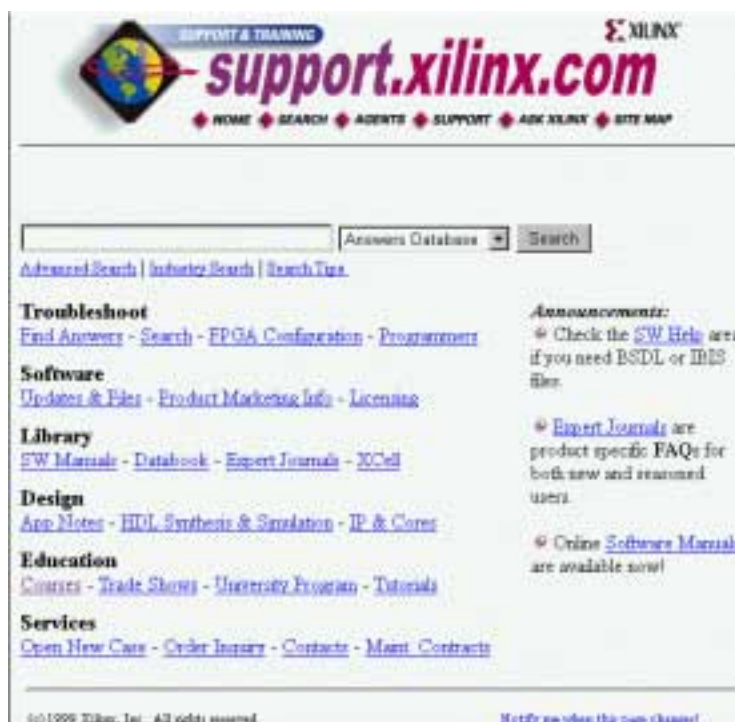 SUPPORT & TRAINING
XILINX
support.xilinx.com
HOME SEARCH AGENTS SUPPORT ASK XILINX SITE MAP
Answers Database Search
Advanced Search | Industry Search | Search Tips
Troubleshoot
Find Answers - Search - FPGA Configuration - Programmers
Software
Updates & Files - Product Marketing Info - Licensing
Library
SW Manuals - Databook - Expert Journals - XCell
Design
App Notes - HDL Synthesis & Simulation - IP & Cores
Education
Courses - Trade Shows - University Program - Tutorials
Services
Open New Case - Order Inquiry - Contacts - Maint. Contracts
Announcements:
Check the SW Help area
if you need BSDL or IBIS
files.
Expert Journals are
product specific FAQs for
both new and seasoned
users.
Online Software Manuals
are available now!
(c) 1999 Xilinx, Inc. All rights reserved
Notify me when this page changes!